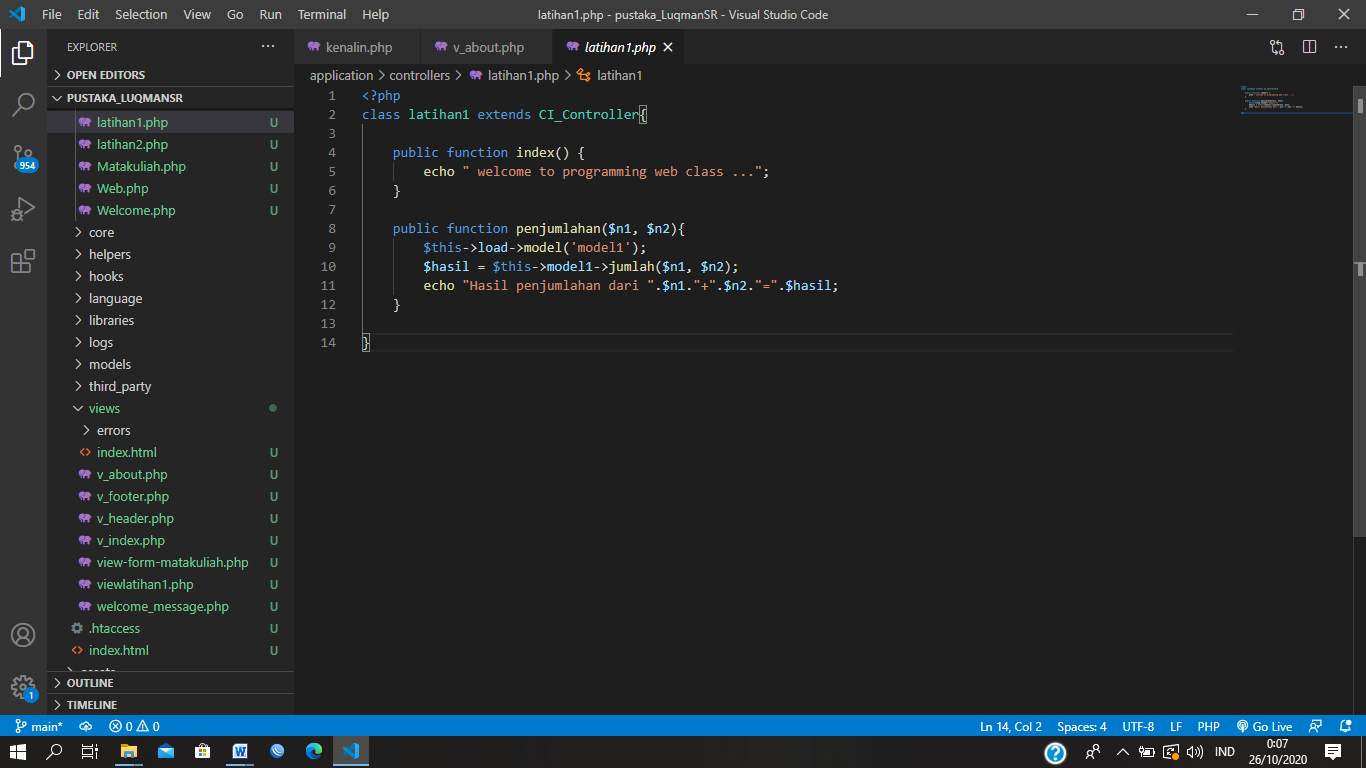 File Edit Selection View Go Run Terminal Help
latihan1.php - pustaka_LuqmanSR - Visual Studio Code
EXPLORER
OPEN EDITORS
PUSTAKA_LUQMANSR
latihan1.php U
latihan2.php U
Matakuliah.php U
Web.php U
Welcome.php U
core
helpers
hooks
language
libraries
logs
models
third_party
views
errors
index.html U
v_about.php U
v_footer.php U
v_header.php U
v_index.php U
view-form-matakuliah.php U
viewlatihan1.php U
welcome_message.php U
.htaccess U
index.html U
OUTLINE
TIMELINE
954
1
kenalin.php v_about.php latihan1.php
application > controllers > latihan1.php > latihan1
1 <?php
2 class latihan1 extends CI_Controller{
3
4 public function index() {
5 echo " welcome to programming web class ...";
6 }
7
8 public function penjumlahan($n1, $n2){
9 $this->load->model('model1');
10 $hasil = $this->model1->jumlah($n1, $n2);
11 echo "Hasil penjumlahan dari ".$n1."+".$n2."=".$hasil;
12 }
13
14 }
main* 0 0 Ln 14, Col 2 Spaces: 4 UTF-8 LF PHP Go Live
IND
0:07
26/10/2020